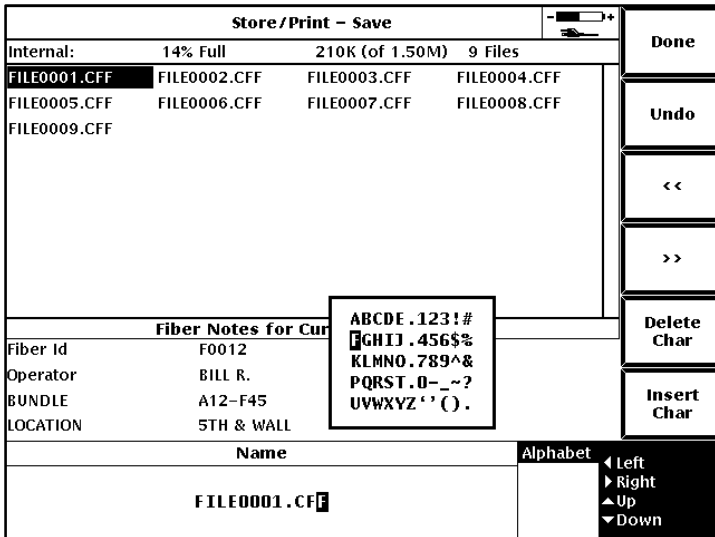 Store/Print – Save
- +
Internal: 14% Full 210K (of 1.50M) 9 Files
FILE0001.CFF FILE0002.CFF FILE0003.CFF FILE0004.CFF
FILE0005.CFF FILE0006.CFF FILE0007.CFF FILE0008.CFF
FILE0009.CFF
Fiber Notes for Cur
Fiber Id F0012
Operator BILL R.
BUNDLE A12–F45
LOCATION 5TH & WALL
ABCDE.123!#
FGHIJ.456$%
KLMNO.789^&
PQRST.0-_~?
UVWXYZ‘’().
Name
FILE0001.CFF
Alphabet
Left
Right
Up
Down
Done
Undo
<<
>>
Delete
Char
Insert
Char